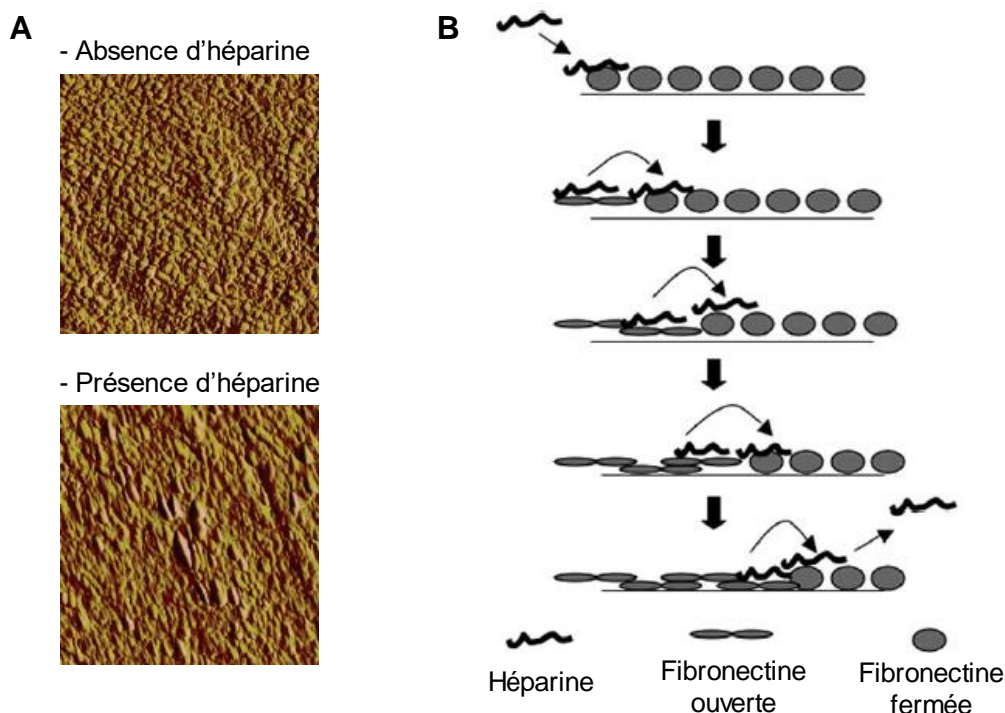 A
- Absence d’héparine
- Présence d’héparine
B
Héparine
Fibronectine
ouverte
Fibronectine
fermée